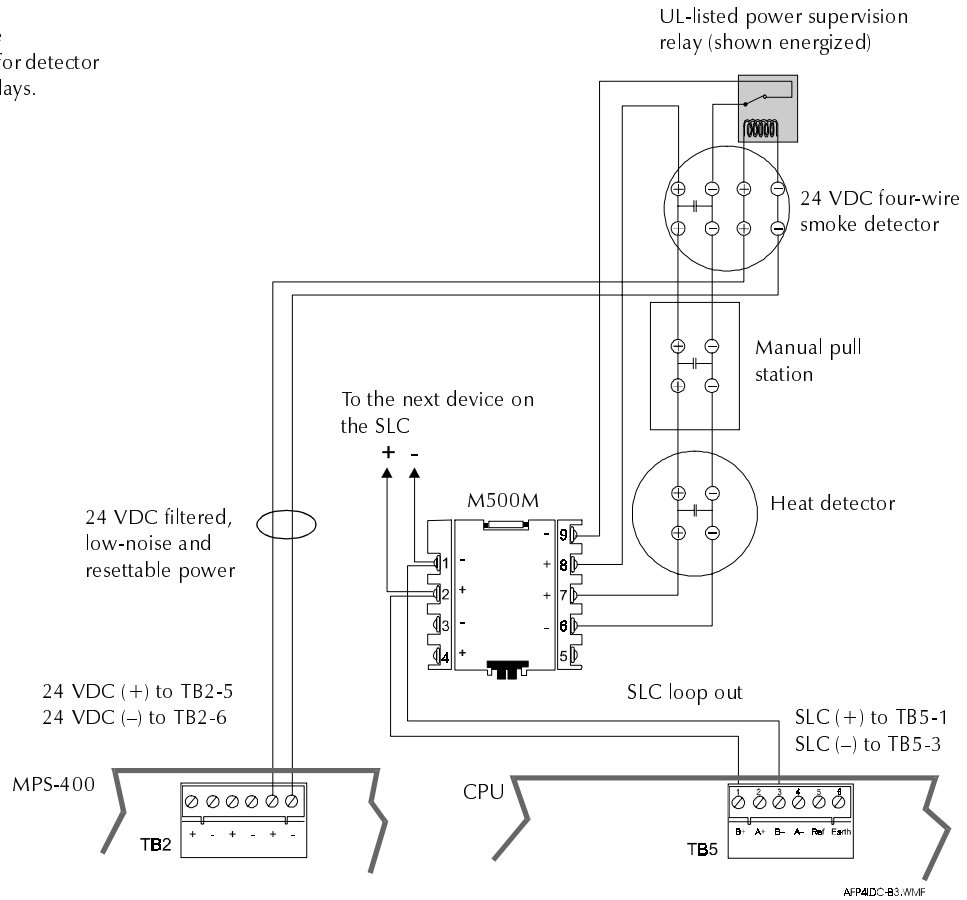 UL-listed power supervision
relay (shown energized)
e
for detector
lays.
24 VDC four-wire
smoke detector
Manual pull
station
To the next device on
the SLC
+ -
M500M
Heat detector
24 VDC filtered,
low-noise and
resettable power
- 9
1 - + 8
2 + + 7
3 - - 6
4 + 5
24 VDC (+) to TB2-5
24 VDC (–) to TB2-6
SLC loop out
SLC (+) to TB5-1
SLC (–) to TB5-3
MPS-400
CPU
+ - + - + -
TB2
1 2 3 4 5 6
B+ A+ B– A– Ref Earth
TB5
AFP4IDC-B3.WMF